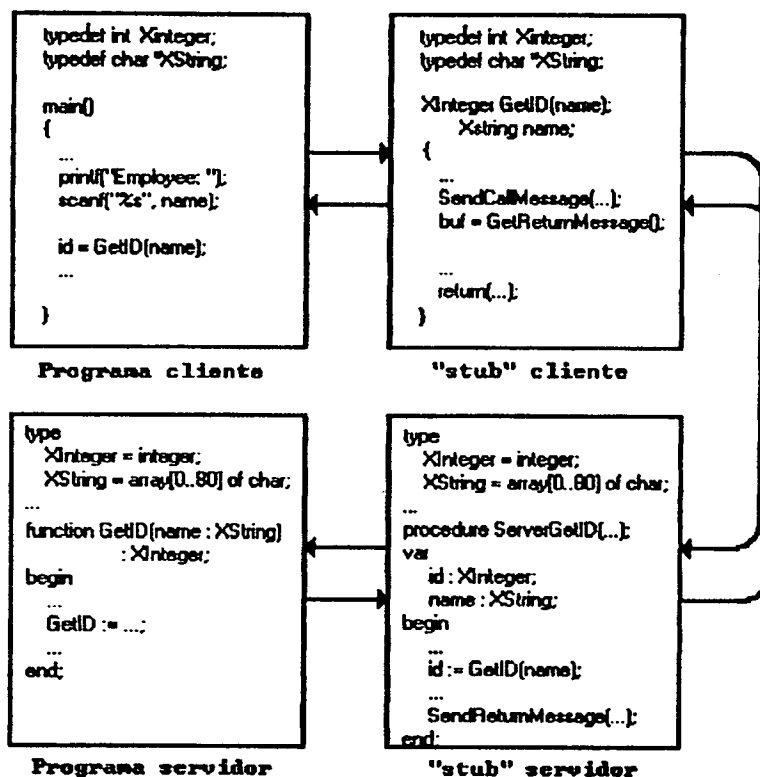 typedef int Xinteger;
typedef char *XString;
main()
{
...
printf("Employee: ");
scanf("%s", name);
id = GetID(name);
...
}
Programa cliente
typedef int Xinteger;
typedef char *XString;
XInteger GetID(name);
Xstring name;
{
...
SendCallMessage(...);
buf = GetReturnMessage();
...
return(...);
}
"stub" cliente
type
XInteger = integer;
XString = array[0..80] of char;
...
function GetID(name : XString)
: XInteger;
begin
...
GetID := ...;
...
end;
Programa servidor
type
XInteger = integer;
XString = array[0..80] of char;
...
procedure ServerGetID(...);
var
id : XInteger;
name : XString;
begin
...
id := GetID(name);
...
SendReturnMessage(...);
end;
"stub" servidor